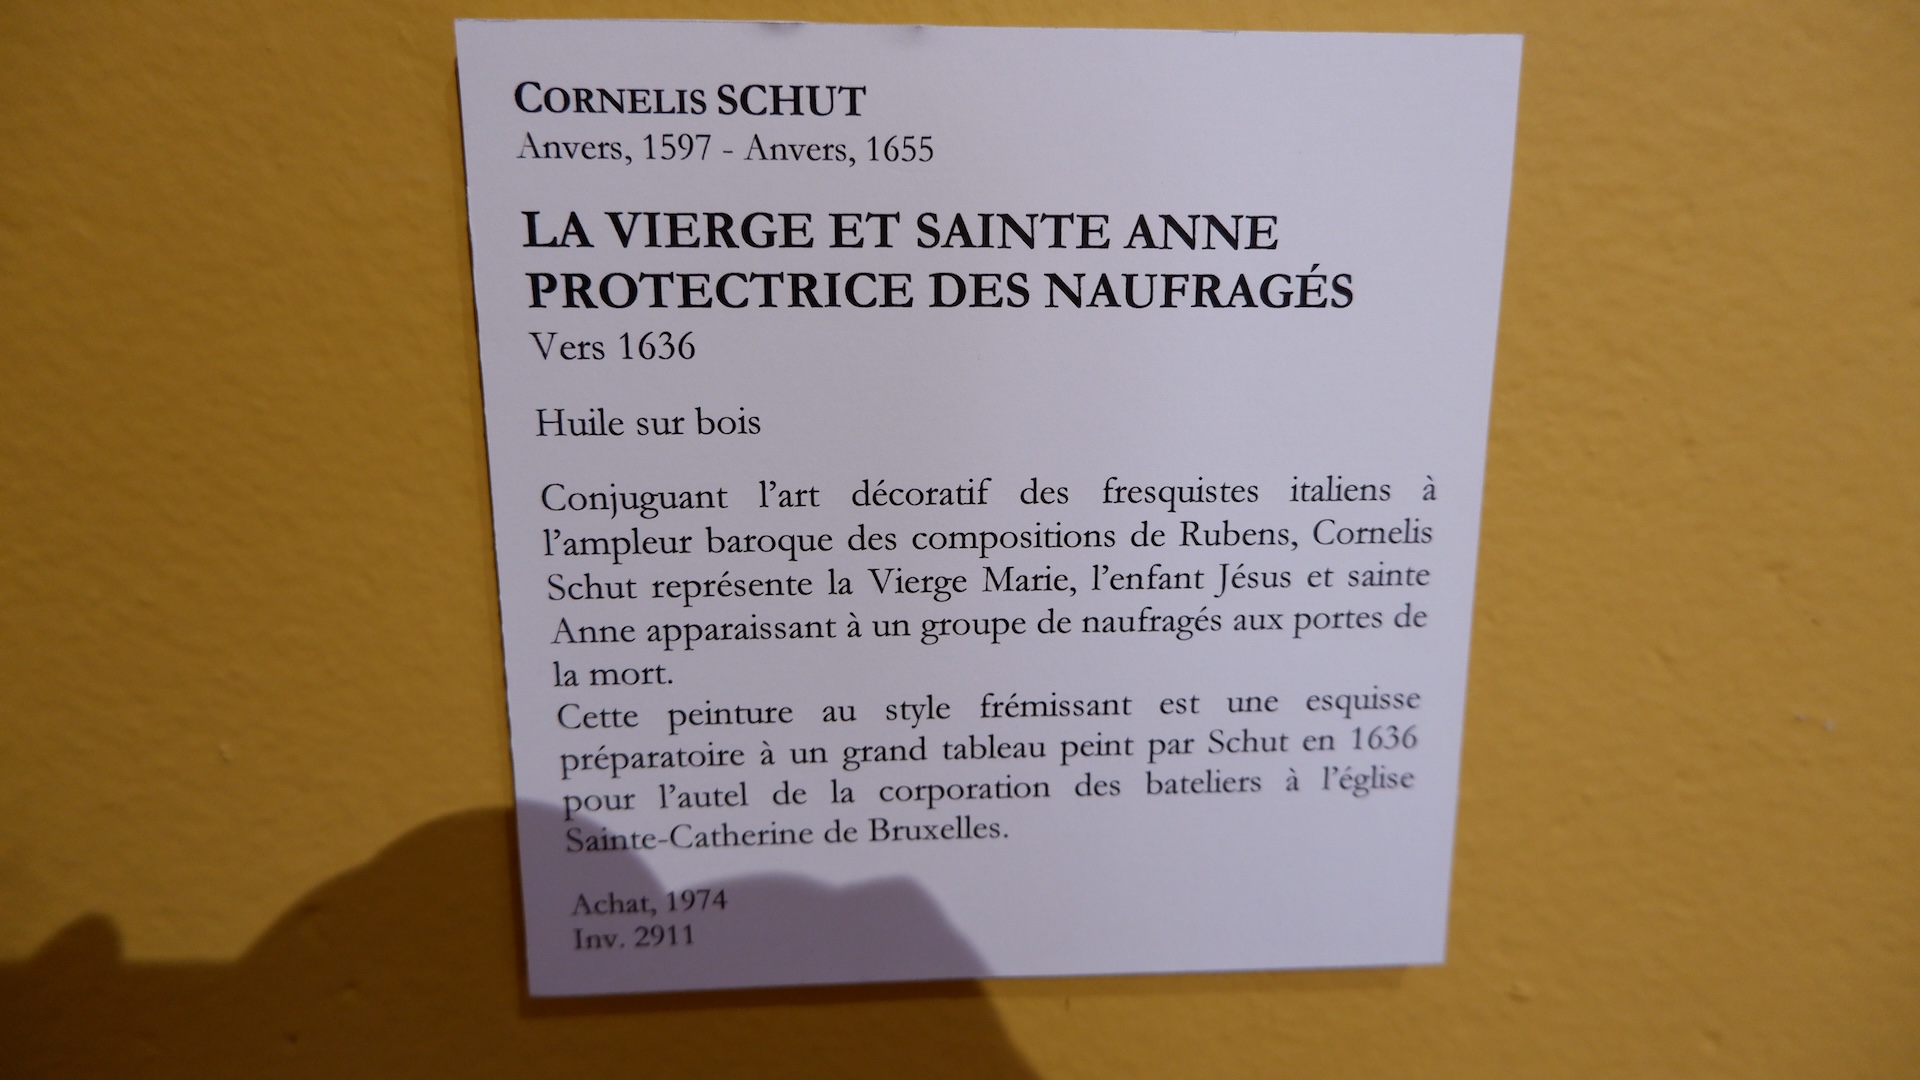 CORNELIS SCHUT
Anvers, 1597 - Anvers, 1655
LA VIERGE ET SAINTE ANNE
PROTECTRICE DES NAUFRAGÉS
Vers 1636
Huile sur bois
Conjuguant l'art décoratif des fresquistes italiens à
l'ampleur baroque des compositions de Rubens, Cornelis
Schut représente la Vierge Marie, l'enfant Jésus et sainte
Anne apparaissant à un groupe de naufragés aux portes de
la mort.
Cette peinture au style frémissant est une esquisse
préparatoire à un grand tableau peint par Schut en 1636
pour l'autel de la corporation des bateliers à l'église
Sainte-Catherine de Bruxelles.
Achat, 1974
Inv. 2911